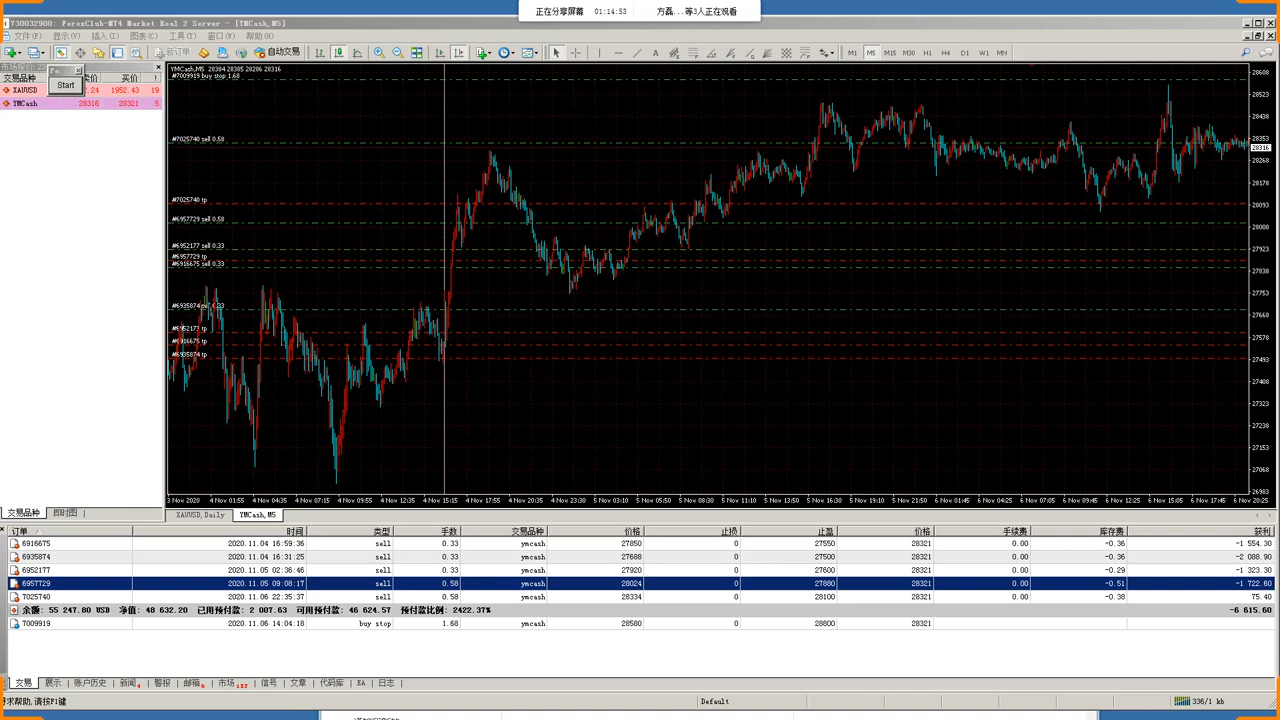 正在分享屏幕 01:14:53 方磊...等3人正在观看
730032900: ForexClub-MT4 Market Real 2 Server - [YMCash,M5]
文件(F) 显示(V) 插入(I) 图表(C) 工具(T) 窗口(W) 帮助(H)
新订单 自动交易 M1 M5 M15 M30 H1 H4 D1 W1 MN
Start
交易品种 卖价 买价 !
XAUUSD 1952.43 19
YMCash 28316 28321 5
YMCash,M5 28304 28305 28286 28316
#7009919 buy stop 1.68
#7025740 sell 0.58
#7025740 tp
#6957729 sell 0.58
#6952177 sell 0.33
#6957729 tp
#6916675 sell 0.33
#6935874 sell 0.33
#6952177 tp
#6916675 tp
#6935874 tp
28608
28523
28438
28353
28316
28268
28178
28093
28008
27923
27838
27753
27668
27578
27493
27408
27323
27238
27153
27068
26983
3 Nov 2020 4 Nov 01:55 4 Nov 04:35 4 Nov 07:15 4 Nov 09:55 4 Nov 12:35 4 Nov 15:15 4 Nov 17:55 4 Nov 20:35 4 Nov 23:30 5 Nov 03:10 5 Nov 05:50 5 Nov 08:30 5 Nov 11:10 5 Nov 13:50 5 Nov 16:30 5 Nov 19:10 5 Nov 21:50 6 Nov 01:45 6 Nov 04:25 6 Nov 07:05 6 Nov 09:45 6 Nov 12:25 6 Nov 15:05 6 Nov 17:45 6 Nov 20:25
交易品种 即时图
XAUUSD,Daily YMCash,M5
订单 时间 类型 手数 交易品种 价格 止损 止盈 价格 手续费 库存费 获利
6916675 2020.11.04 16:59:36 sell 0.33 ymcash 27850 0 27550 28321 0.00 -0.36 -1 554.30
6935874 2020.11.04 16:31:25 sell 0.33 ymcash 27688 0 27500 28321 0.00 -0.36 -2 088.90
6952177 2020.11.05 02:36:46 sell 0.33 ymcash 27920 0 27600 28321 0.00 -0.29 -1 323.30
6957729 2020.11.05 09:08:17 sell 0.58 ymcash 28024 0 27880 28321 0.00 -0.51 -1 722.60
7025740 2020.11.06 22:35:37 sell 0.58 ymcash 28334 0 28100 28321 0.00 -0.38 75.40
余额: 55 247.80 USD 净值: 48 632.20 已用预付款: 2 007.63 可用预付款: 46 624.57 预付款比例: 2422.37% -6 615.60
7009919 2020.11.06 14:04:18 buy stop 1.68 ymcash 28580 0 28800 28321
交易 展示 账户历史 新闻 4 警报 邮箱 6 市场 137 信号 文章 代码库 EA 日志
寻求帮助,请按F1键 Default 336/1 kb